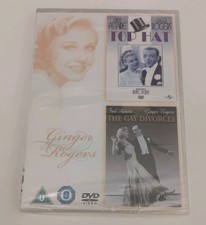 TOP HAT
Fred Astaire Ginger Rogers
THE GAY DIVORCEE
Ginger
Rogers
U
DVD